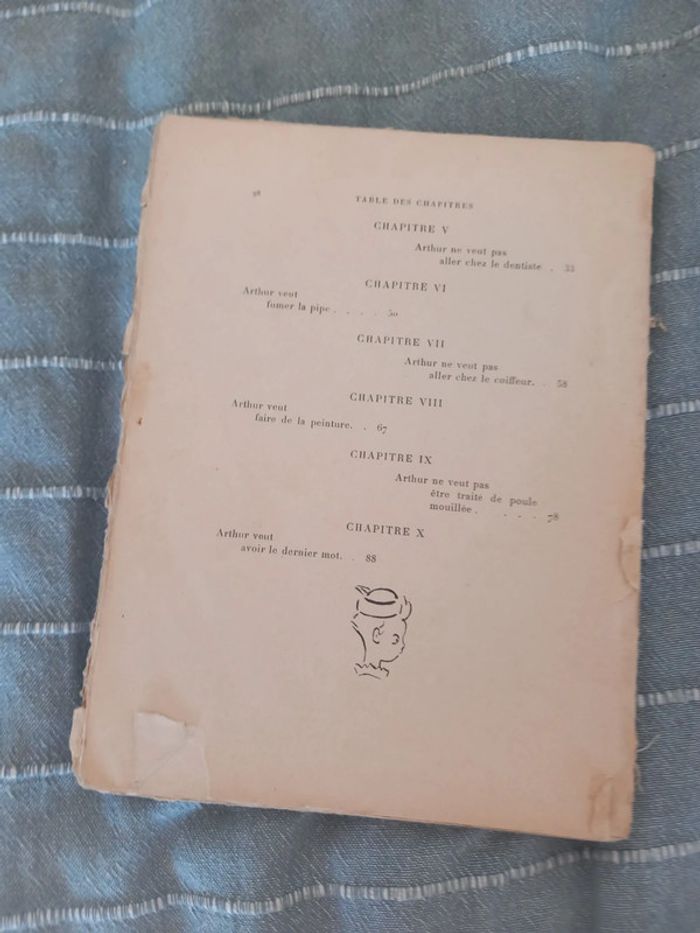 98
TABLE DES CHAPITRES
CHAPITRE V
Arthur ne veut pas
aller chez le dentiste . 33
CHAPITRE VI
Arthur veut
fumer la pipe . . . . 50
CHAPITRE VII
Arthur ne veut pas
aller chez le coiffeur. . 58
CHAPITRE VIII
Arthur veut
faire de la peinture. . 67
CHAPITRE IX
Arthur ne veut pas
être traité de poule
mouillée . . . . . 78
CHAPITRE X
Arthur veut
avoir le dernier mot. . 88